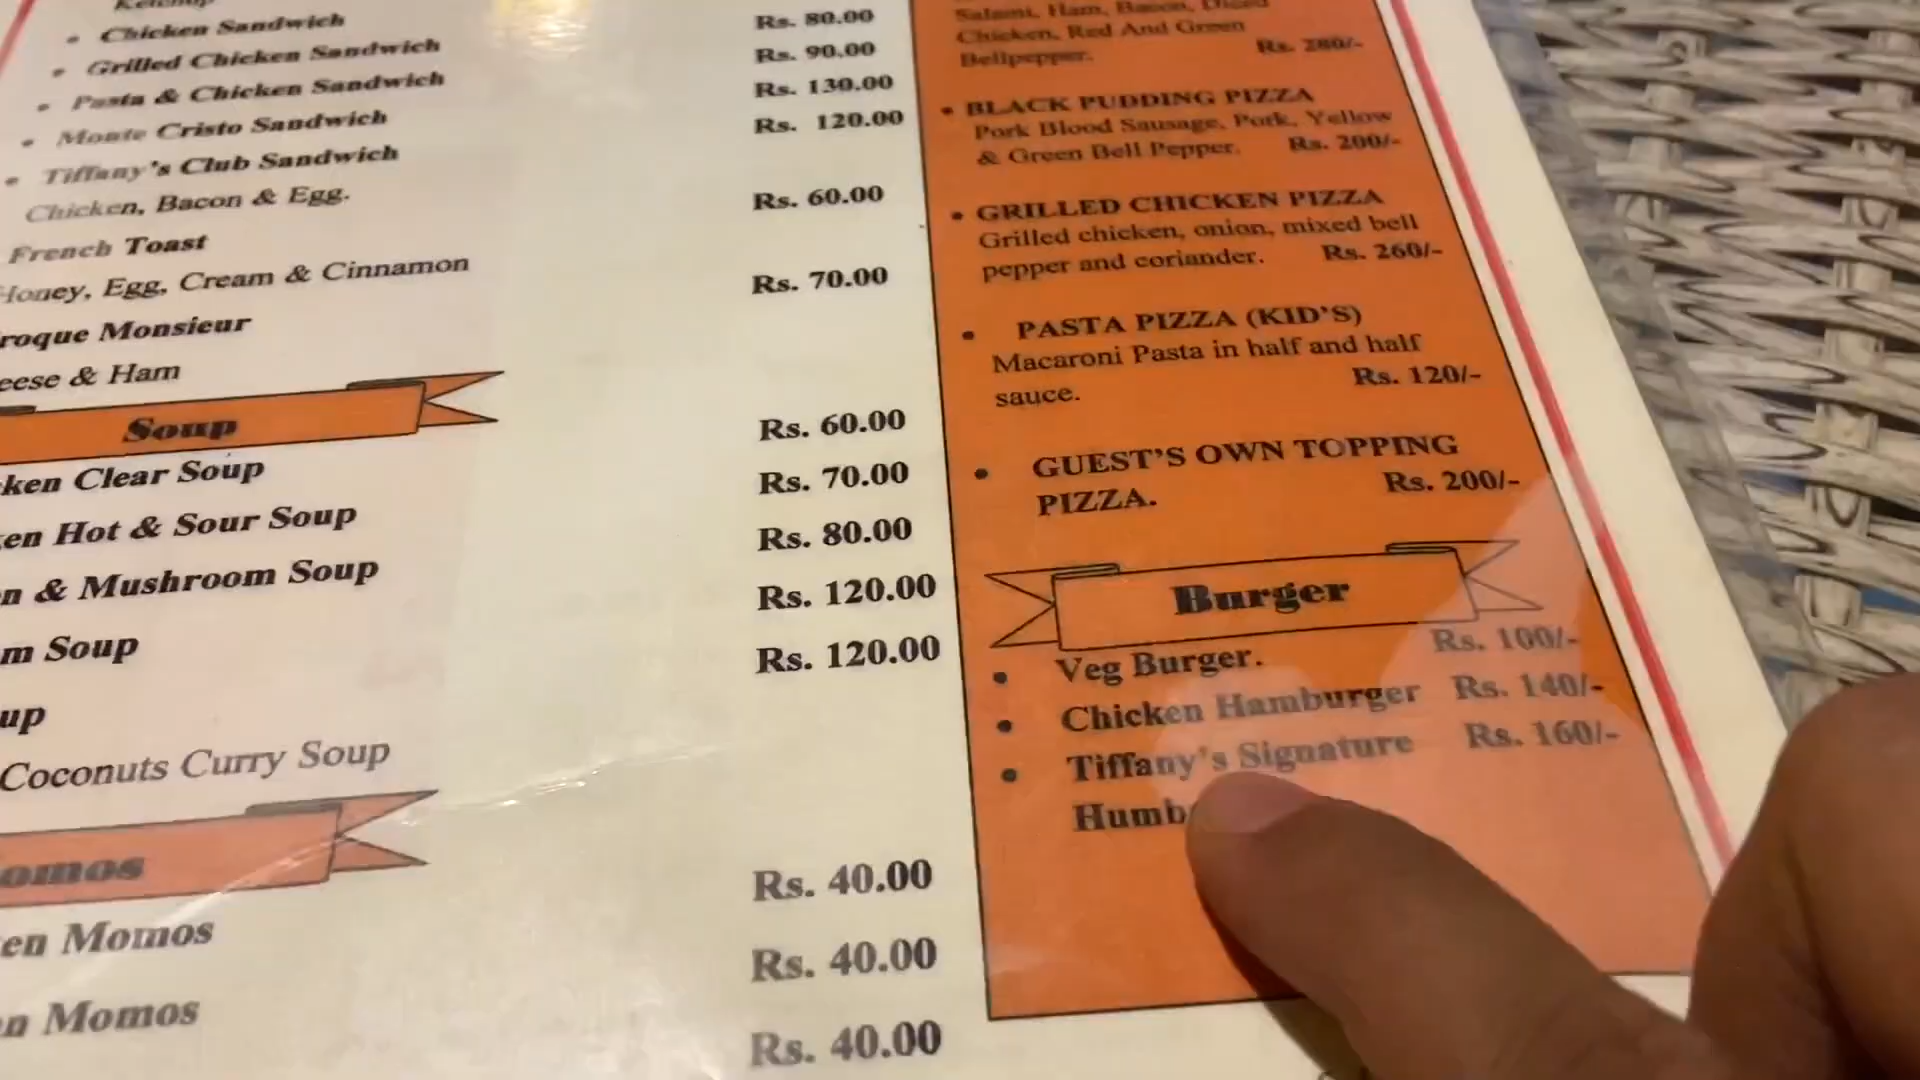 Ketchup
• Chicken Sandwich
• Grilled Chicken Sandwich
• Pasta & Chicken Sandwich
• Monte Cristo Sandwich
• Tiffany's Club Sandwich
Chicken, Bacon & Egg.
French Toast
Honey, Egg, Cream & Cinnamon
roque Monsieur
eese & Ham
Rs. 80.00
Rs. 90.00
Rs. 130.00
Rs. 120.00
Rs. 60.00
Rs. 70.00
Soup
ken Clear Soup
en Hot & Sour Soup
n & Mushroom Soup
m Soup
up
Coconuts Curry Soup
Rs. 60.00
Rs. 70.00
Rs. 80.00
Rs. 120.00
Rs. 120.00
omos
en Momos
n Momos
Rs. 40.00
Rs. 40.00
Rs. 40.00
Salami, Ham, Bacon, Diced
Chicken, Red And Green
Bellpepper. Rs. 280/-
• BLACK PUDDING PIZZA
Pork Blood Sausage, Pork, Yellow
& Green Bell Pepper. Rs. 200/-
• GRILLED CHICKEN PIZZA
Grilled chicken, onion, mixed bell
pepper and coriander. Rs. 260/-
• PASTA PIZZA (KID'S)
Macaroni Pasta in half and half
sauce. Rs. 120/-
• GUEST'S OWN TOPPING
PIZZA. Rs. 200/-
Burger
• Veg Burger. Rs. 100/-
• Chicken Hamburger Rs. 140/-
• Tiffany's Signature Rs. 160/-
Humb